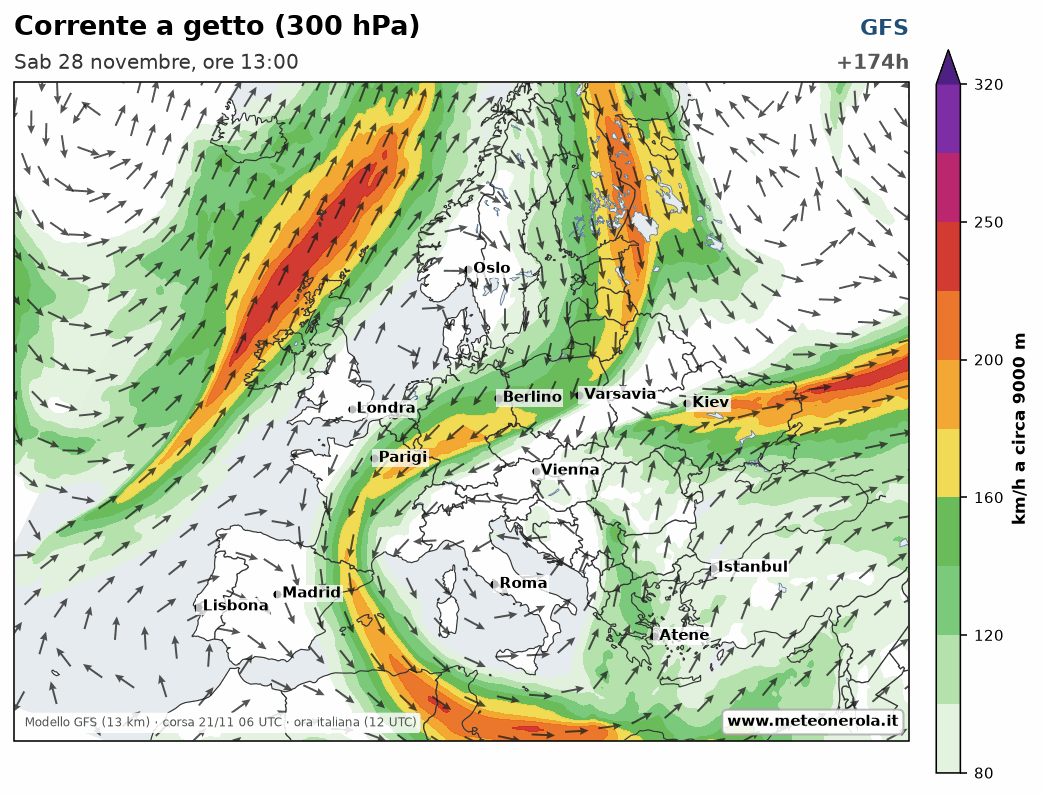 Corrente a getto (300 hPa)
GFS
Sab 28 novembre, ore 13:00
+174h
320
250
200
160
120
80
km/h a circa 9000 m
Oslo
Berlino
Varsavia
Kiev
Londra
Parigi
Vienna
Istanbul
Roma
Madrid
Lisbona
Atene
Modello GFS (13 km) · corsa 21/11 06 UTC · ora italiana (12 UTC)
www.meteonerola.it